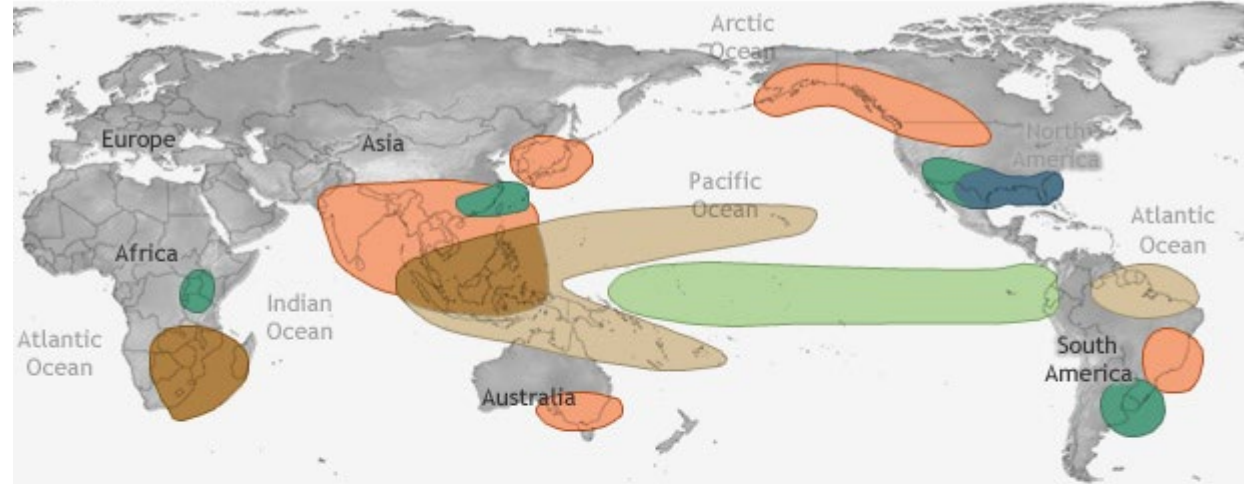 Arctic
Ocean
Europe
Asia
North
America
Pacific
Ocean
Atlantic
Ocean
Africa
Indian
Ocean
Atlantic
Ocean
South
America
Australia